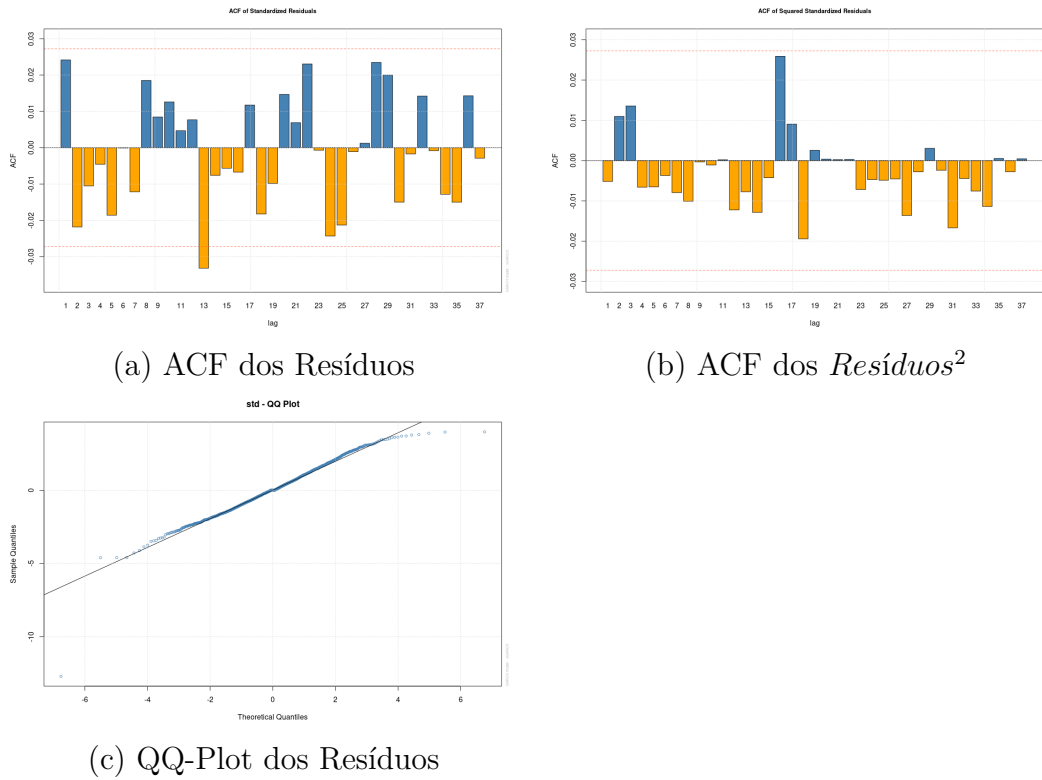 ACF of Standardized Residuals
0.03
0.02
0.01
0.00
-0.01
-0.02
-0.03
ACF
1 2 3 4 5 6 7 8 9 11 13 15 17 19 21 23 25 27 29 31 33 35 37
lag
(a) ACF dos Resíduos
ACF of Squared Standardized Residuals
0.03
0.02
0.01
0.00
-0.01
-0.02
-0.03
ACF
1 2 3 4 5 6 7 8 9 11 13 15 17 19 21 23 25 27 29 31 33 35 37
lag
(b) ACF dos Resíduos²
std - QQ Plot
0
-5
-10
Sample Quantiles
-6 -4 -2 0 2 4 6
Theoretical Quantiles
(c) QQ-Plot dos Resíduos